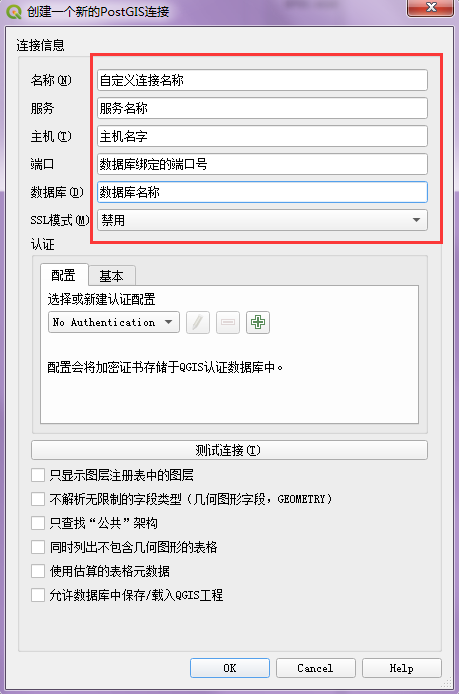 创建一个新的PostGIS连接
连接信息
名称(N) 自定义连接名称
服务 服务名称
主机(T) 主机名字
端口 数据库绑定的端口号
数据库(D) 数据库名称
SSL模式(M) 禁用
认证
配置 基本
选择或新建认证配置
No Authentication
配置会将加密证书存储于QGIS认证数据库中。
测试连接(T)
只显示图层注册表中的图层
不解析无限制的字段类型(几何图形字段,GEOMETRY)
只查找“公共”架构
同时列出不包含几何图形的表格
使用估算的表格元数据
允许数据库中保存/载入QGIS工程
OK Cancel Help